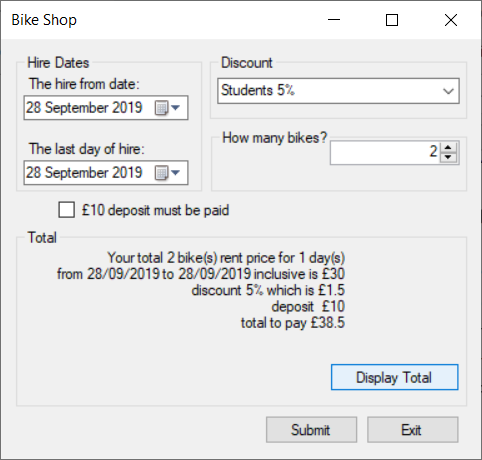 Bike Shop
Hire Dates
The hire from date:
28 September 2019
The last day of hire:
28 September 2019
Discount
Students 5%
How many bikes?
2
£10 deposit must be paid
Total
Your total 2 bike(s) rent price for 1 day(s)
from 28/09/2019 to 28/09/2019 inclusive is £30
discount 5% which is £1.5
deposit £10
total to pay £38.5
Display Total
Submit
Exit